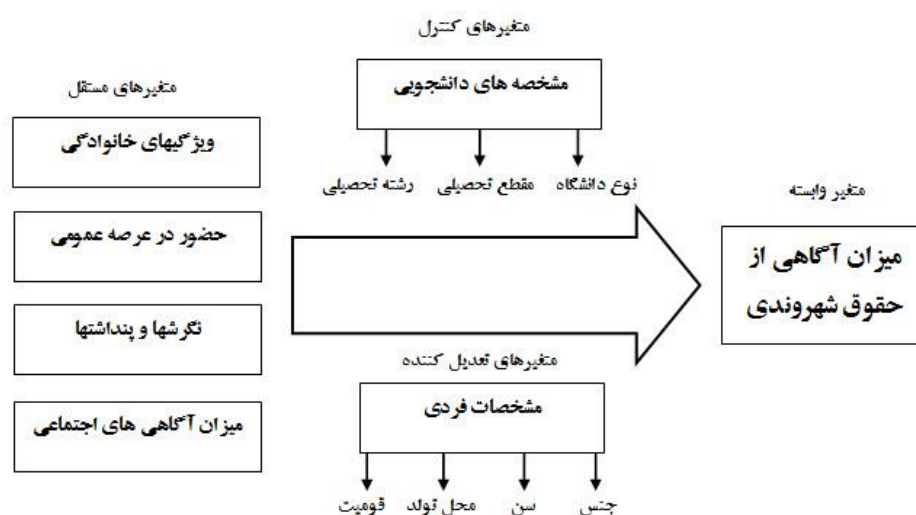 متغیرهای کنترل
مشخصه های دانشجویی
نوع دانشگاه
مقطع تحصیلی
رشته تحصیلی
متغیرهای مستقل
ویژگیهای خانوادگی
حضور در عرصه عمومی
نگرشها و پنداشتها
میزان آگاهی های اجتماعی
متغیر وابسته
میزان آگاهی از
حقوق شهروندی
متغیرهای تعدیل کننده
مشخصات فردی
جنس
سن
محل تولد
قومیت